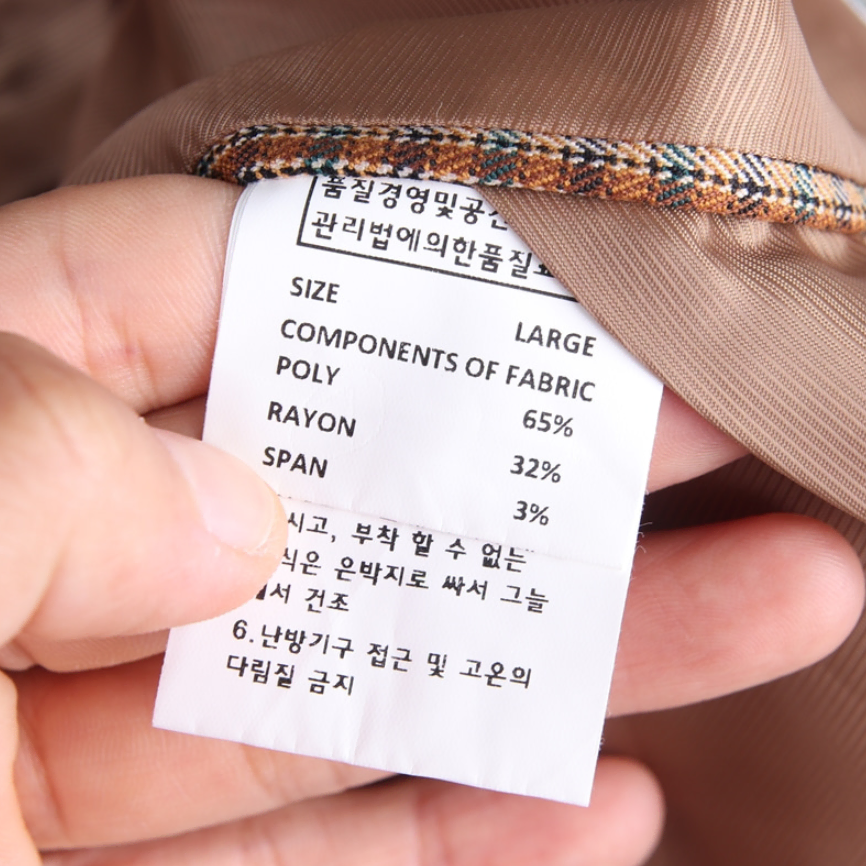 품질경영및공산
관리법에의한품질표
SIZE LARGE
COMPONENTS OF FABRIC
POLY 65%
RAYON 32%
SPAN 3%
시고, 부착 할 수 없는
식은 은박지로 싸서 그늘
서 건조
6.난방기구 접근 및 고온의
다림질 금지